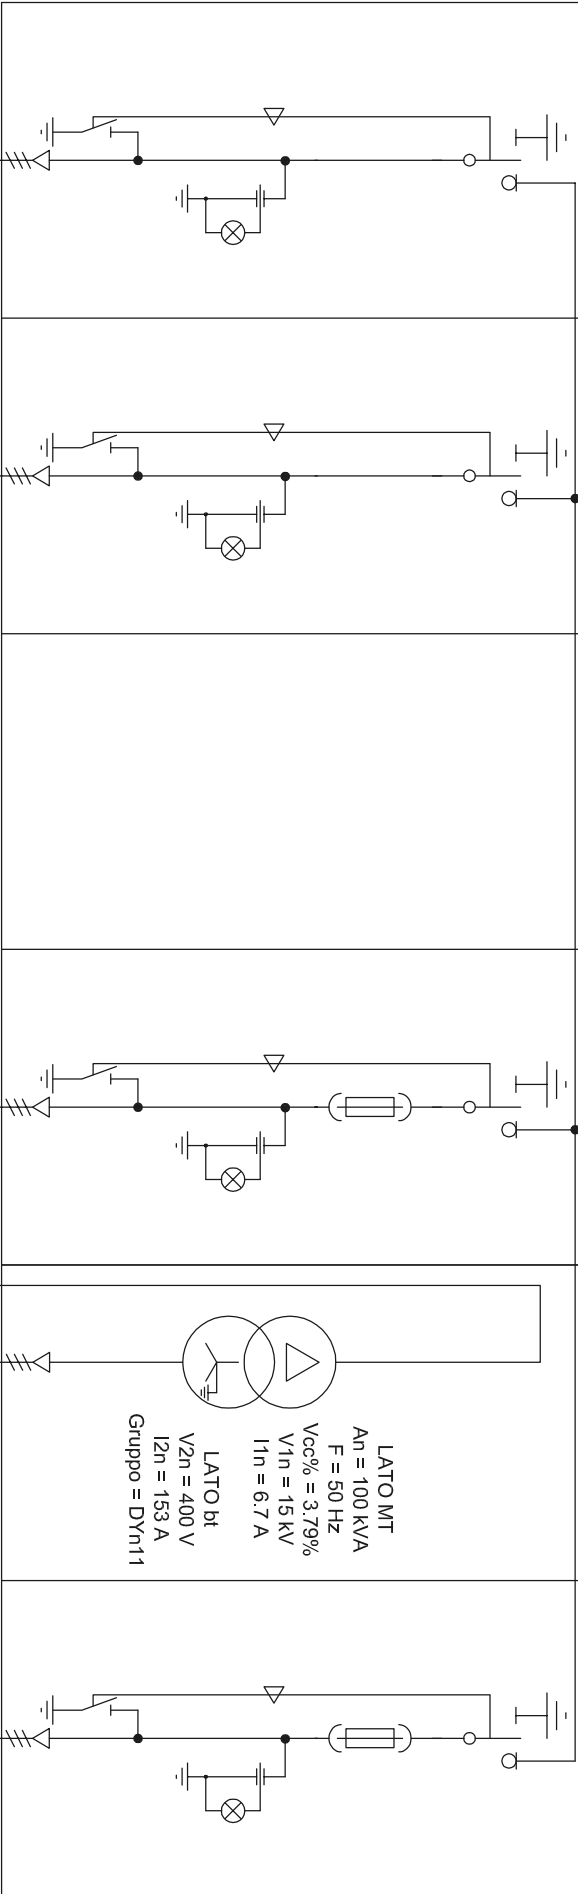 LATO MT
An = 100 kVA
F = 50 Hz
Vcc% = 3.79%
V1n = 15 kV
I1n = 6.7 A
LATO bt
V2n = 400 V
I2n = 153 A
Gruppo = DYn11